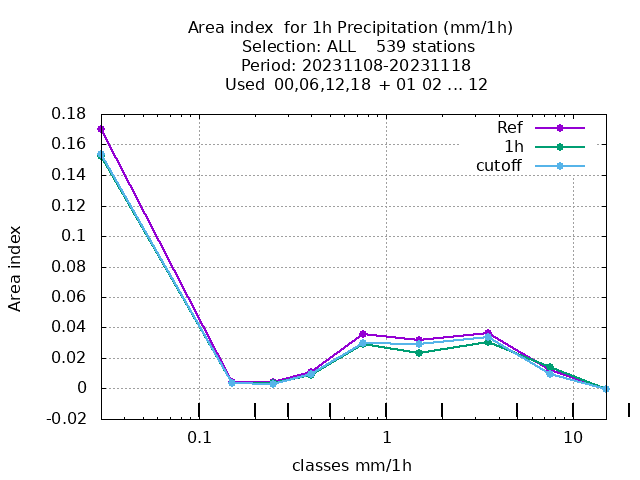 Area index  for 1h Precipitation (mm/1h)
Selection: ALL    539 stations
Period: 20231108-20231118
Used  00,06,12,18  + 01 02 ... 12
Ref
1h
cutoff
0.18
0.16
0.14
0.12
0.1
0.08
0.06
0.04
0.02
0
-0.02
Area index
0.1
1
10
classes mm/1h